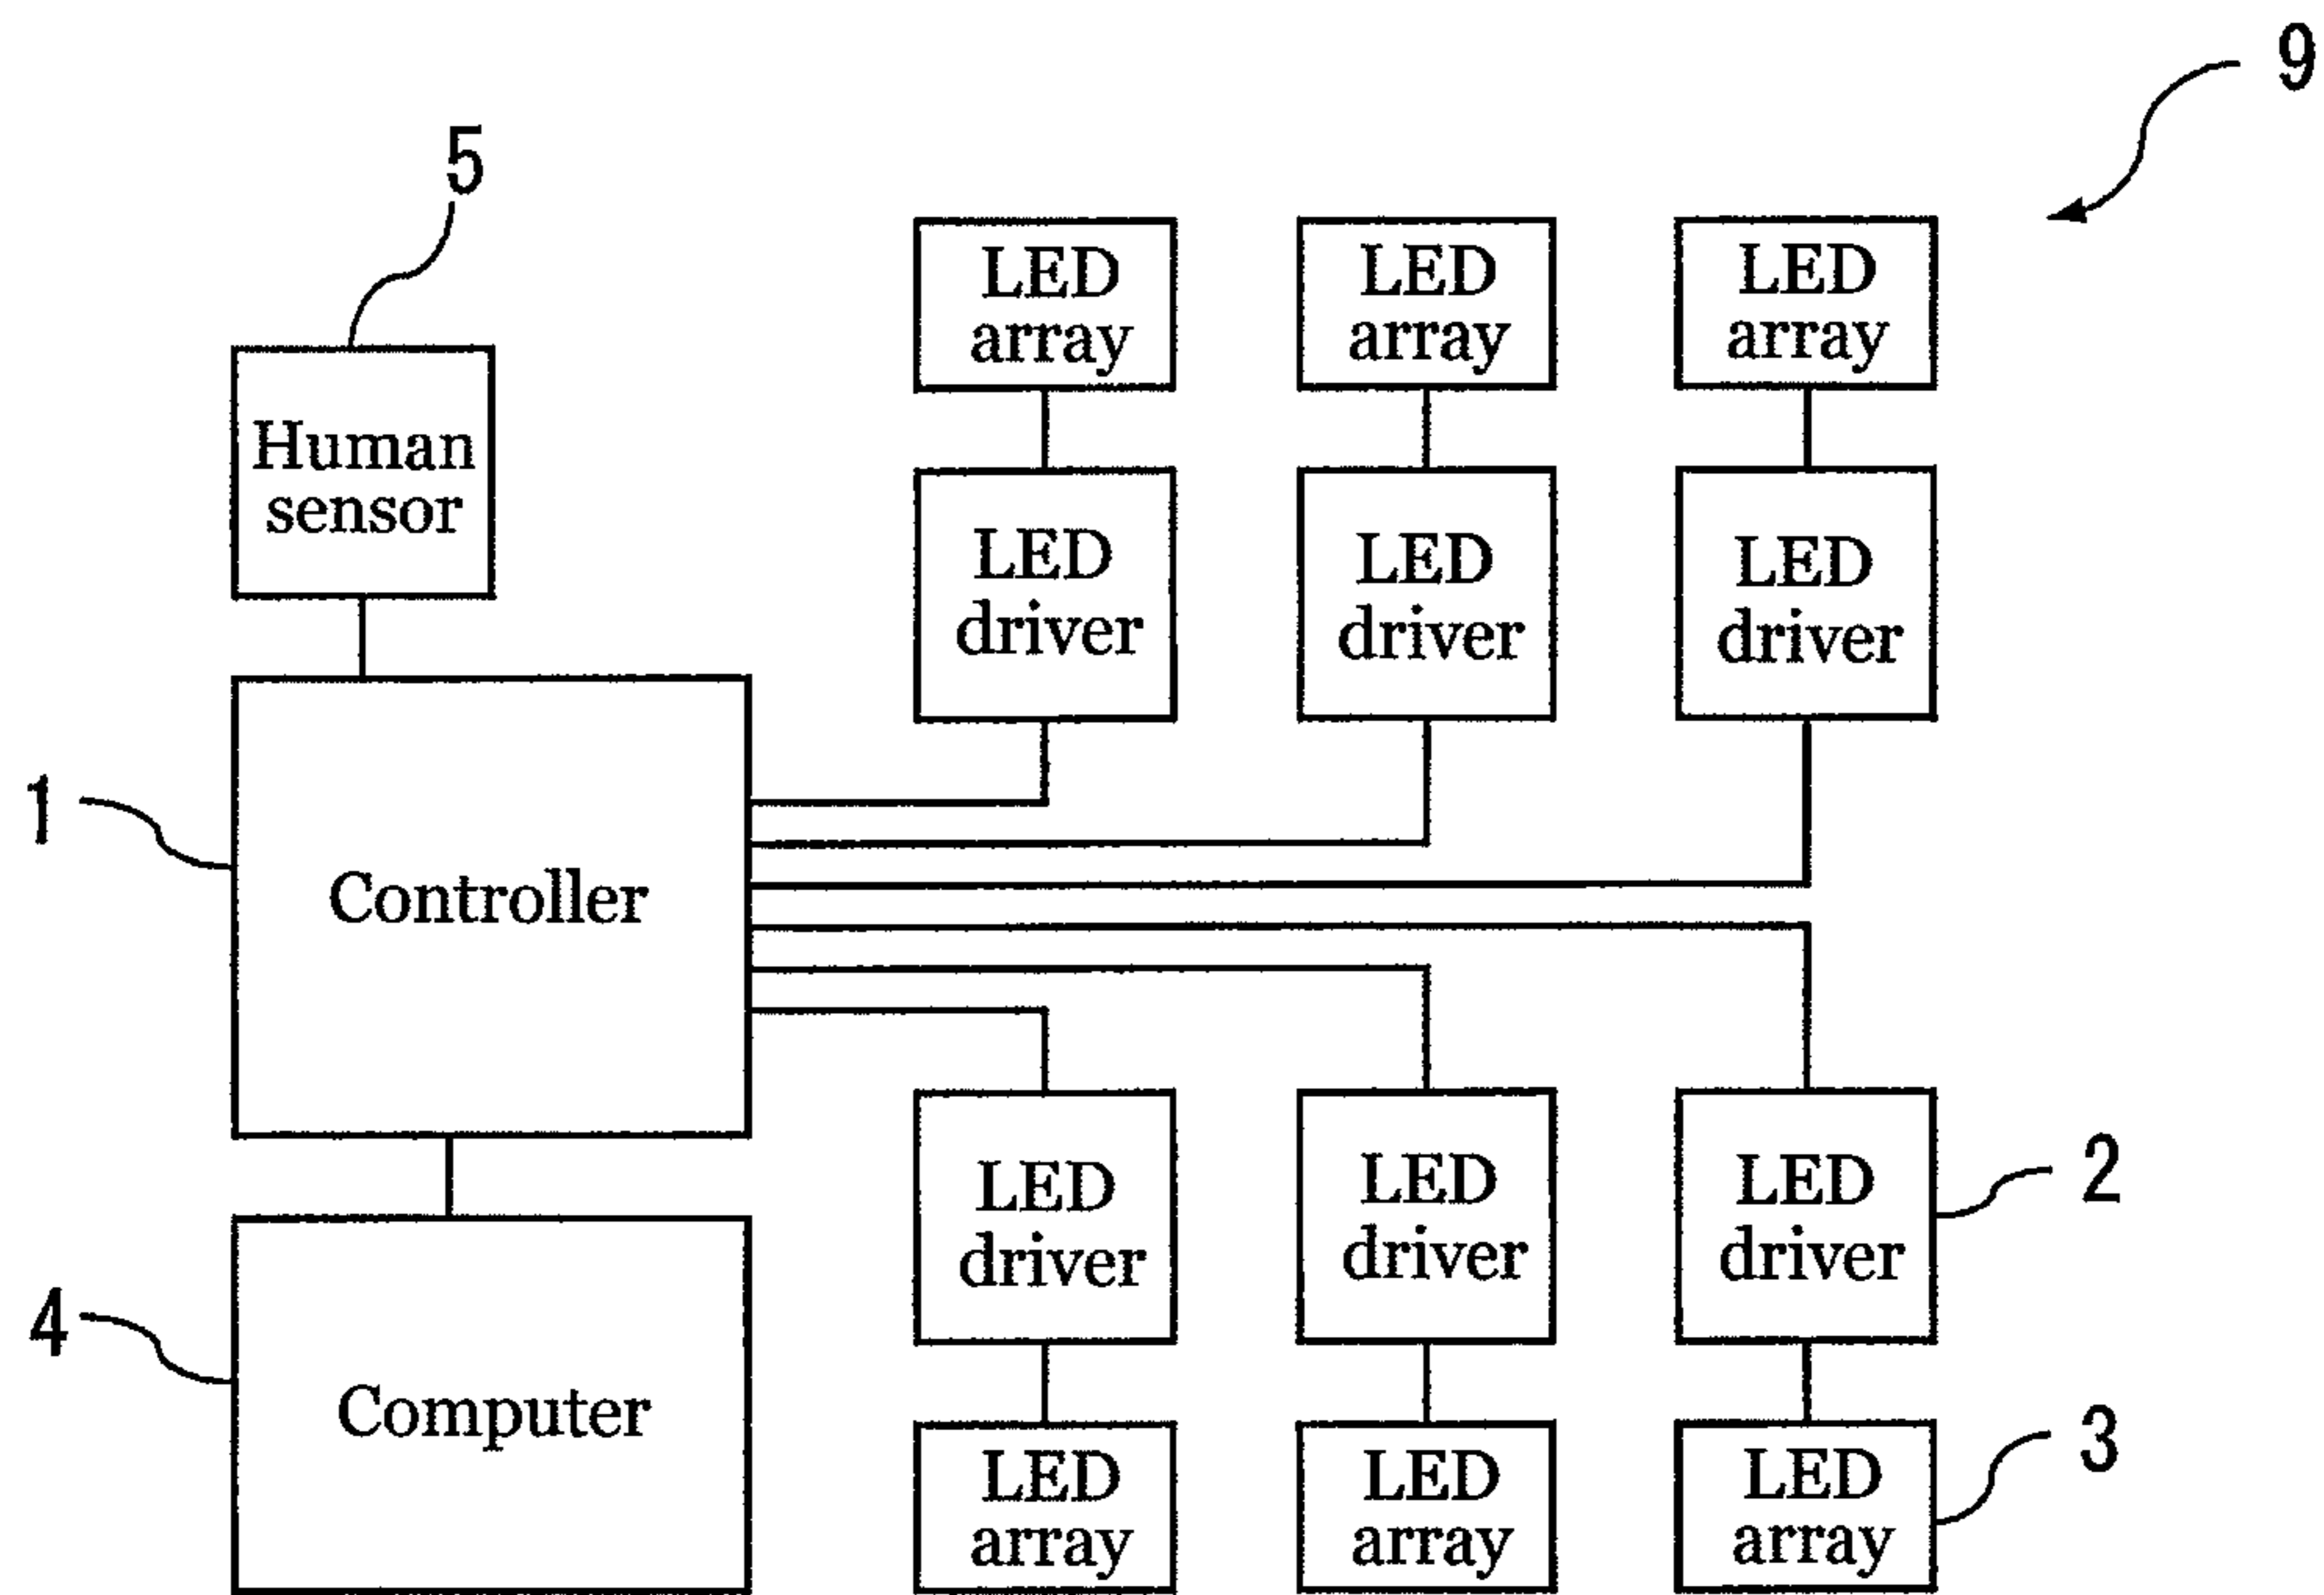 9
5
LED
array
LED
array
LED
array
Human
sensor
LED
driver
LED
driver
LED
driver
1
Controller
LED
driver
LED
driver
LED
driver
2
4
Computer
LED
array
LED
array
LED
array
3